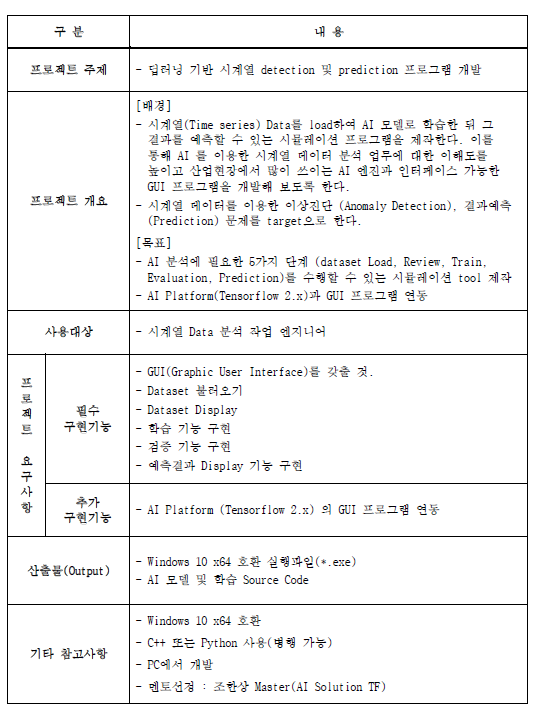 구 분
내 용
프로젝트 주제
- 딥러닝 기반 시계열 detection 및 prediction 프로그램 개발
프로젝트 개요
[배경]
- 시계열(Time series) Data를 load하여 AI 모델로 학습한 뒤 그
결과를 예측할 수 있는 시뮬레이션 프로그램을 제작한다. 이를
통해 AI 를 이용한 시계열 데이터 분석 업무에 대한 이해도를
높이고 산업현장에서 많이 쓰이는 AI 엔진과 인터페이스 가능한
GUI 프로그램을 개발해 보도록 한다.
- 시계열 데이터를 이용한 이상진단 (Anomaly Detection), 결과예측
(Prediction) 문제를 target으로 한다.
[목표]
- AI 분석에 필요한 5가지 단계 (dataset Load, Review, Train,
Evaluation, Prediction)를 수행할 수 있는 시뮬레이션 tool 제작
- AI Platform(Tensorflow 2.x)과 GUI 프로그램 연동
사용대상
- 시계열 Data 분석 작업 엔지니어
프로젝트 요구사항
필수
구현기능
- GUI(Graphic User Interface)를 갖출 것.
- Dataset 불러오기
- Dataset Display
- 학습 기능 구현
- 검증 기능 구현
- 예측결과 Display 기능 구현
추가
구현기능
- AI Platform (Tensorflow 2.x) 의 GUI 프로그램 연동
산출물(Output)
- Windows 10 x64 호환 실행파일(*.exe)
- AI 모델 및 학습 Source Code
기타 참고사항
- Windows 10 x64 호환
- C++ 또는 Python 사용(병행 가능)
- PC에서 개발
- 멘토선정 : 조한상 Master(AI Solution TF)